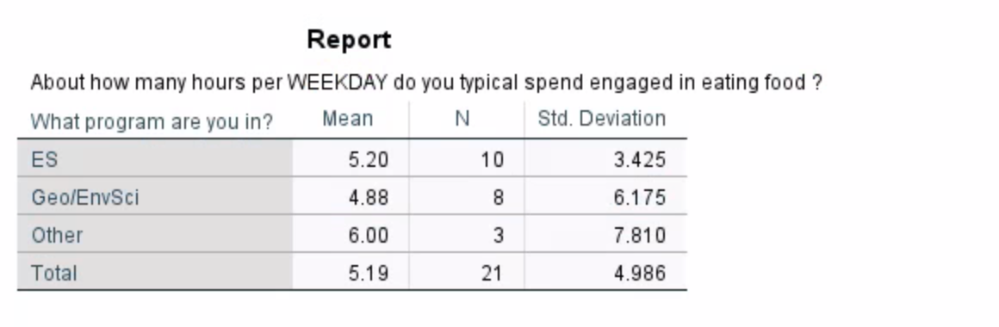 Report
About how many hours per WEEKDAY do you typical spend engaged in eating food ?
What program are you in? Mean N Std. Deviation
ES 5.20 10 3.425
Geo/EnvSci 4.88 8 6.175
Other 6.00 3 7.810
Total 5.19 21 4.986